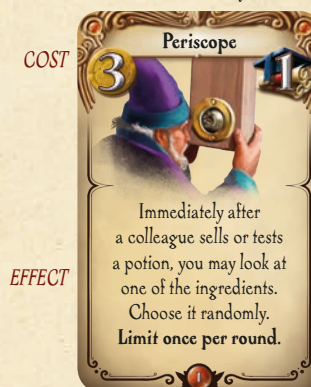 Periscope
COST
3
1
Immediately after
a colleague sells or tests
a potion, you may look at
one of the ingredients.
EFFECT
Choose it randomly.
Limit once per round.
1